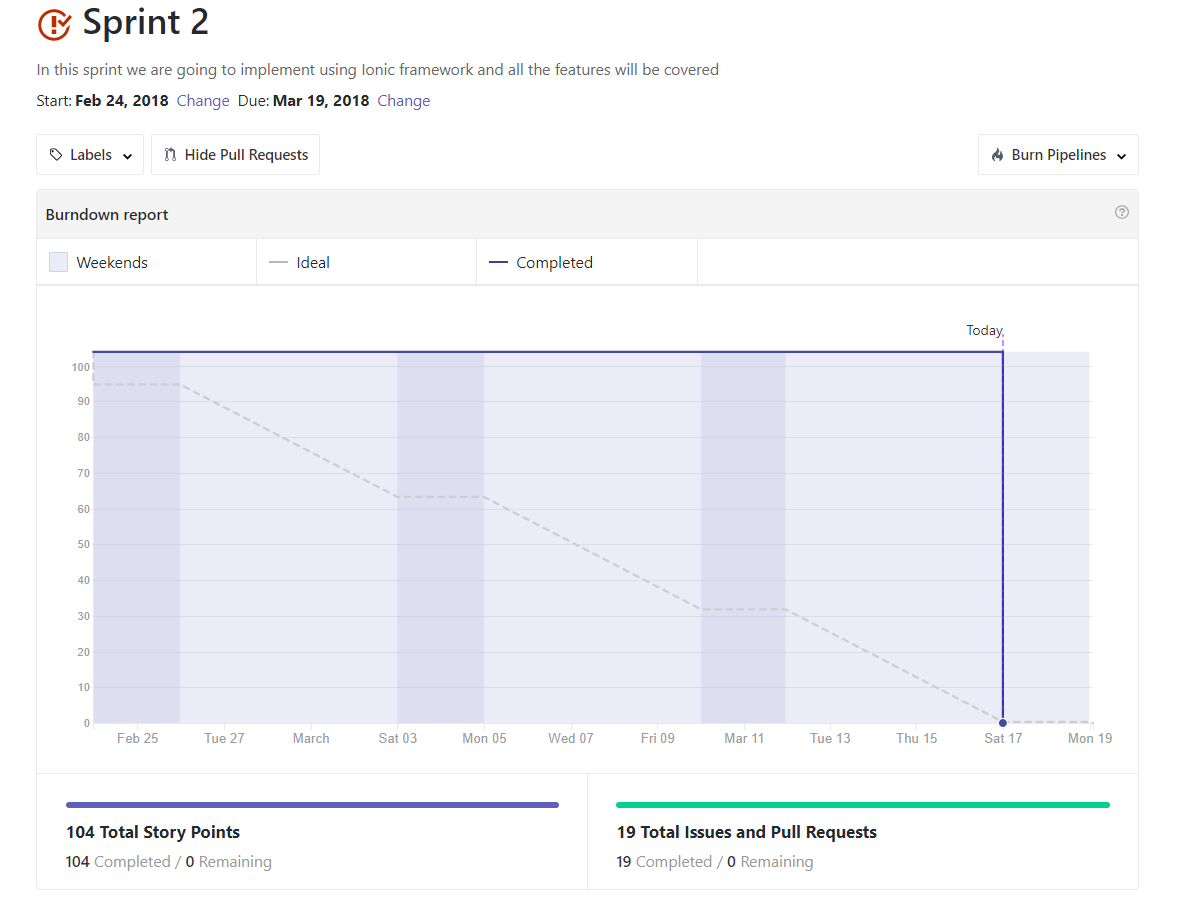 Sprint 2
In this sprint we are going to implement using Ionic framework and all the features will be covered
Start: Feb 24, 2018 Change Due: Mar 19, 2018 Change
Labels Hide Pull Requests Burn Pipelines
Burndown report ?
Weekends Ideal Completed
Today
100
90
80
70
60
50
40
30
20
10
0
Feb 25 Tue 27 March Sat 03 Mon 05 Wed 07 Fri 09 Mar 11 Tue 13 Thu 15 Sat 17 Mon 19
104 Total Story Points
104 Completed / 0 Remaining
19 Total Issues and Pull Requests
19 Completed / 0 Remaining